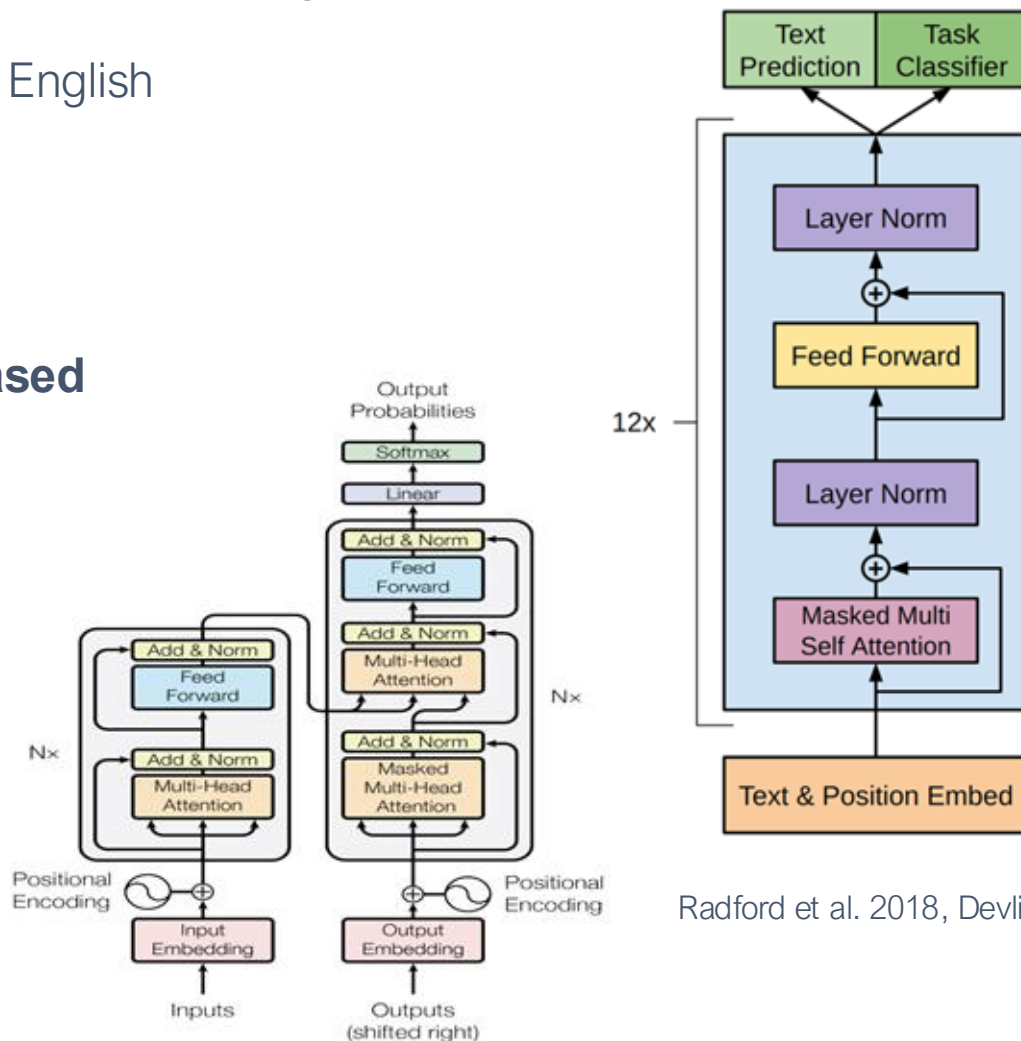 English
ased
Output
Probabilities
Softmax
Linear
Add & Norm
Feed
Forward
Add & Norm
Multi-Head
Attention
Add & Norm
Masked
Multi-Head
Attention
Nx
Add & Norm
Feed
Forward
Add & Norm
Multi-Head
Attention
Nx
Positional
Encoding
Positional
Encoding
Input
Embedding
Output
Embedding
Inputs
Outputs
(shifted right)
Text
Prediction
Task
Classifier
Layer Norm
+
Feed Forward
12x
Layer Norm
+
Masked Multi
Self Attention
Text & Position Embed
Radford et al. 2018, Devli